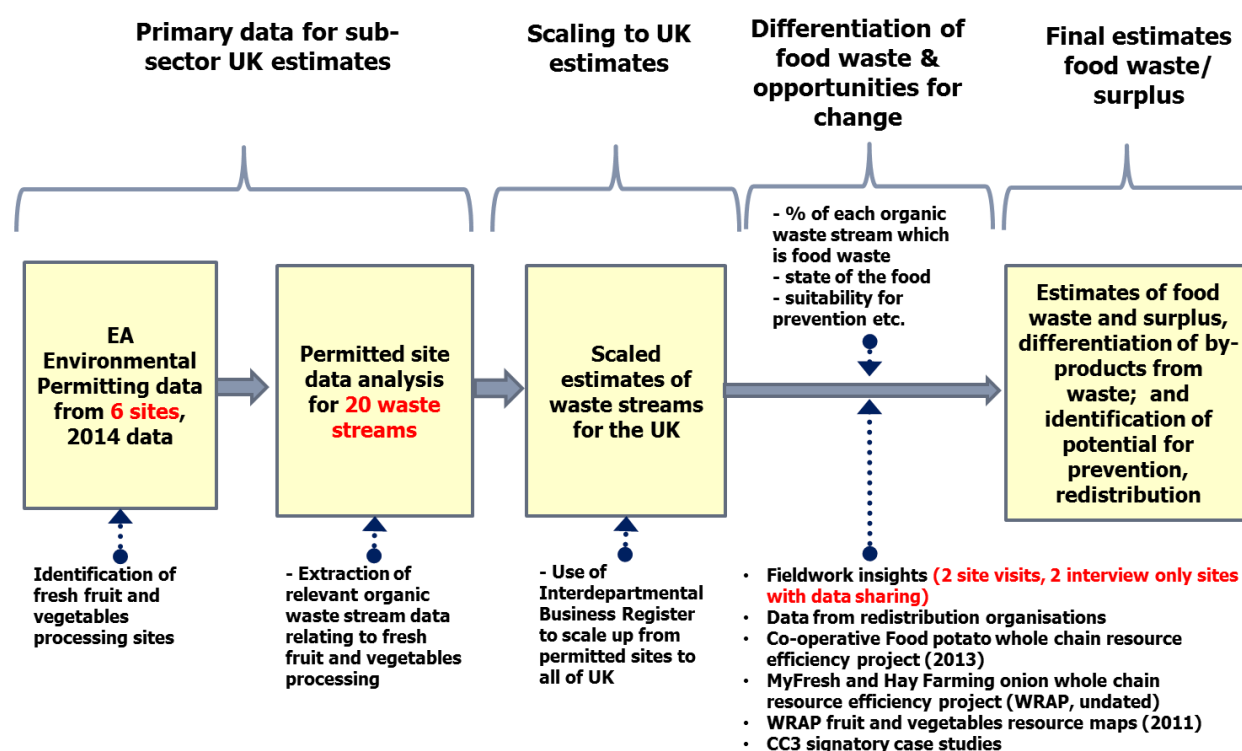 Primary data for sub-
sector UK estimates
Scaling to UK
estimates
Differentiation of
food waste &
opportunities for
change
Final estimates
food waste/
surplus
- % of each organic
waste stream which
is food waste
- state of the food
- suitability for
prevention etc.
EA
Environmental
Permitting data
from 6 sites,
2014 data
Permitted site
data analysis
for 20 waste
streams
Scaled
estimates of
waste streams
for the UK
Estimates of food
waste and surplus,
differentiation of by-
products from
waste;  and
identification of
potential for
prevention,
redistribution
Identification of
fresh fruit and
vegetables
processing sites
- Extraction of
relevant organic
waste stream data
relating to fresh
fruit and vegetables
processing
- Use of
Interdepartmental
Business Register
to scale up from
permitted sites to
all of UK
• Fieldwork insights (2 site visits, 2 interview only sites
with data sharing)
• Data from redistribution organisations
• Co-operative Food potato whole chain resource
efficiency project (2013)
• MyFresh and Hay Farming onion whole chain
resource efficiency project (WRAP, undated)
• WRAP fruit and vegetables resource maps (2011)
• CC3 signatory case studies